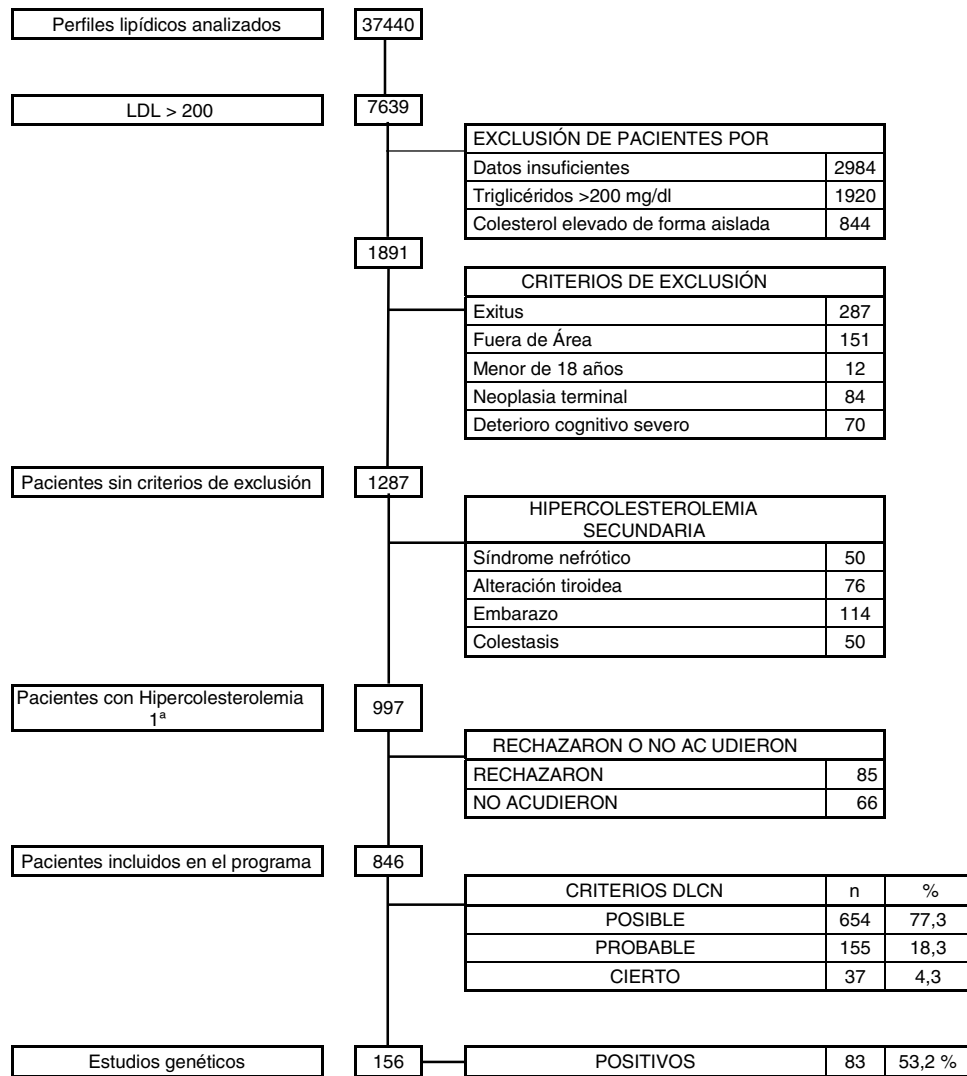 Perfiles lipídicos analizados 37440
LDL > 200 7639
EXCLUSIÓN DE PACIENTES POR
Datos insuficientes 2984
Triglicéridos >200 mg/dl 1920
Colesterol elevado de forma aislada 844
1891
CRITERIOS DE EXCLUSIÓN
Exitus 287
Fuera de Área 151
Menor de 18 años 12
Neoplasia terminal 84
Deterioro cognitivo severo 70
Pacientes sin criterios de exclusión 1287
HIPERCOLESTEROLEMIA
SECUNDARIA
Síndrome nefrótico 50
Alteración tiroidea 76
Embarazo 114
Colestasis 50
Pacientes con Hipercolesterolemia
1ª
997
RECHAZARON O NO AC UDIERON
RECHAZARON 85
NO ACUDIERON 66
Pacientes incluidos en el programa 846
CRITERIOS DLCN n %
POSIBLE 654 77,3
PROBABLE 155 18,3
CIERTO 37 4,3
Estudios genéticos 156 POSITIVOS 83 53,2 %